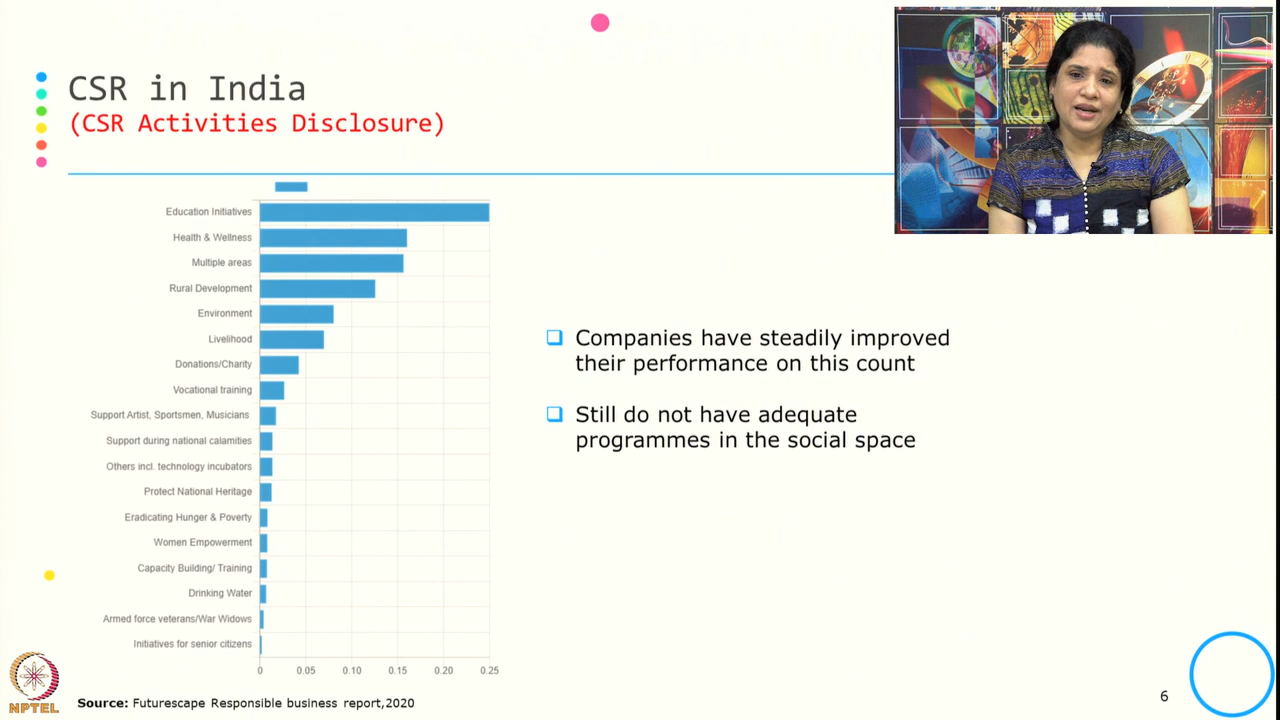 CSR in India
(CSR Activities Disclosure)
Education Initiatives
Health & Wellness
Multiple areas
Rural Development
Environment
Livelihood
Donations/Charity
Vocational training
Support Artist, Sportsmen, Musicians
Support during national calamities
Others incl. technology incubators
Protect National Heritage
Eradicating Hunger & Poverty
Women Empowerment
Capacity Building/ Training
Drinking Water
Armed force veterans/War Widows
Initiatives for senior citizens
0 0.05 0.10 0.15 0.20 0.25
Companies have steadily improved
their performance on this count
Still do not have adequate
programmes in the social space
NPTEL
Source: Futurescape Responsible business report,2020
6